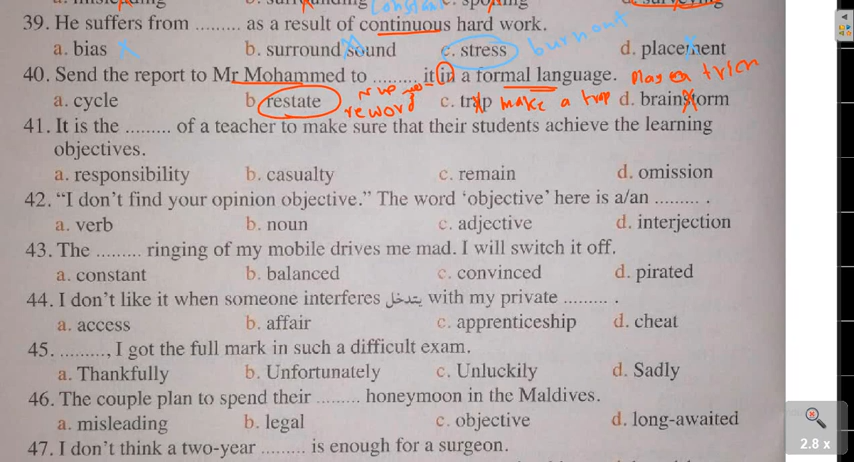 39. He suffers from ......... as a result of continuous hard work.
a. bias b. surround sound c. stress burnout d. placement
40. Send the report to Mr Mohammed to ......... it in a formal language.
a. cycle b. restate reword c. trap make a trap d. brainstorm
41. It is the ......... of a teacher to make sure that their students achieve the learning
objectives.
a. responsibility b. casualty c. remain d. omission
42. “I don’t find your opinion objective.” The word ‘objective’ here is a/an ......... .
a. verb b. noun c. adjective d. interjection
43. The ......... ringing of my mobile drives me mad. I will switch it off.
a. constant b. balanced c. convinced d. pirated
44. I don’t like it when someone interferes يتدخل with my private ......... .
a. access b. affair c. apprenticeship d. cheat
45. ........., I got the full mark in such a difficult exam.
a. Thankfully b. Unfortunately c. Unluckily d. Sadly
46. The couple plan to spend their ......... honeymoon in the Maldives.
a. misleading b. legal c. objective d. long-awaited
47. I don’t think a two-year ......... is enough for a surgeon.
2.8 x